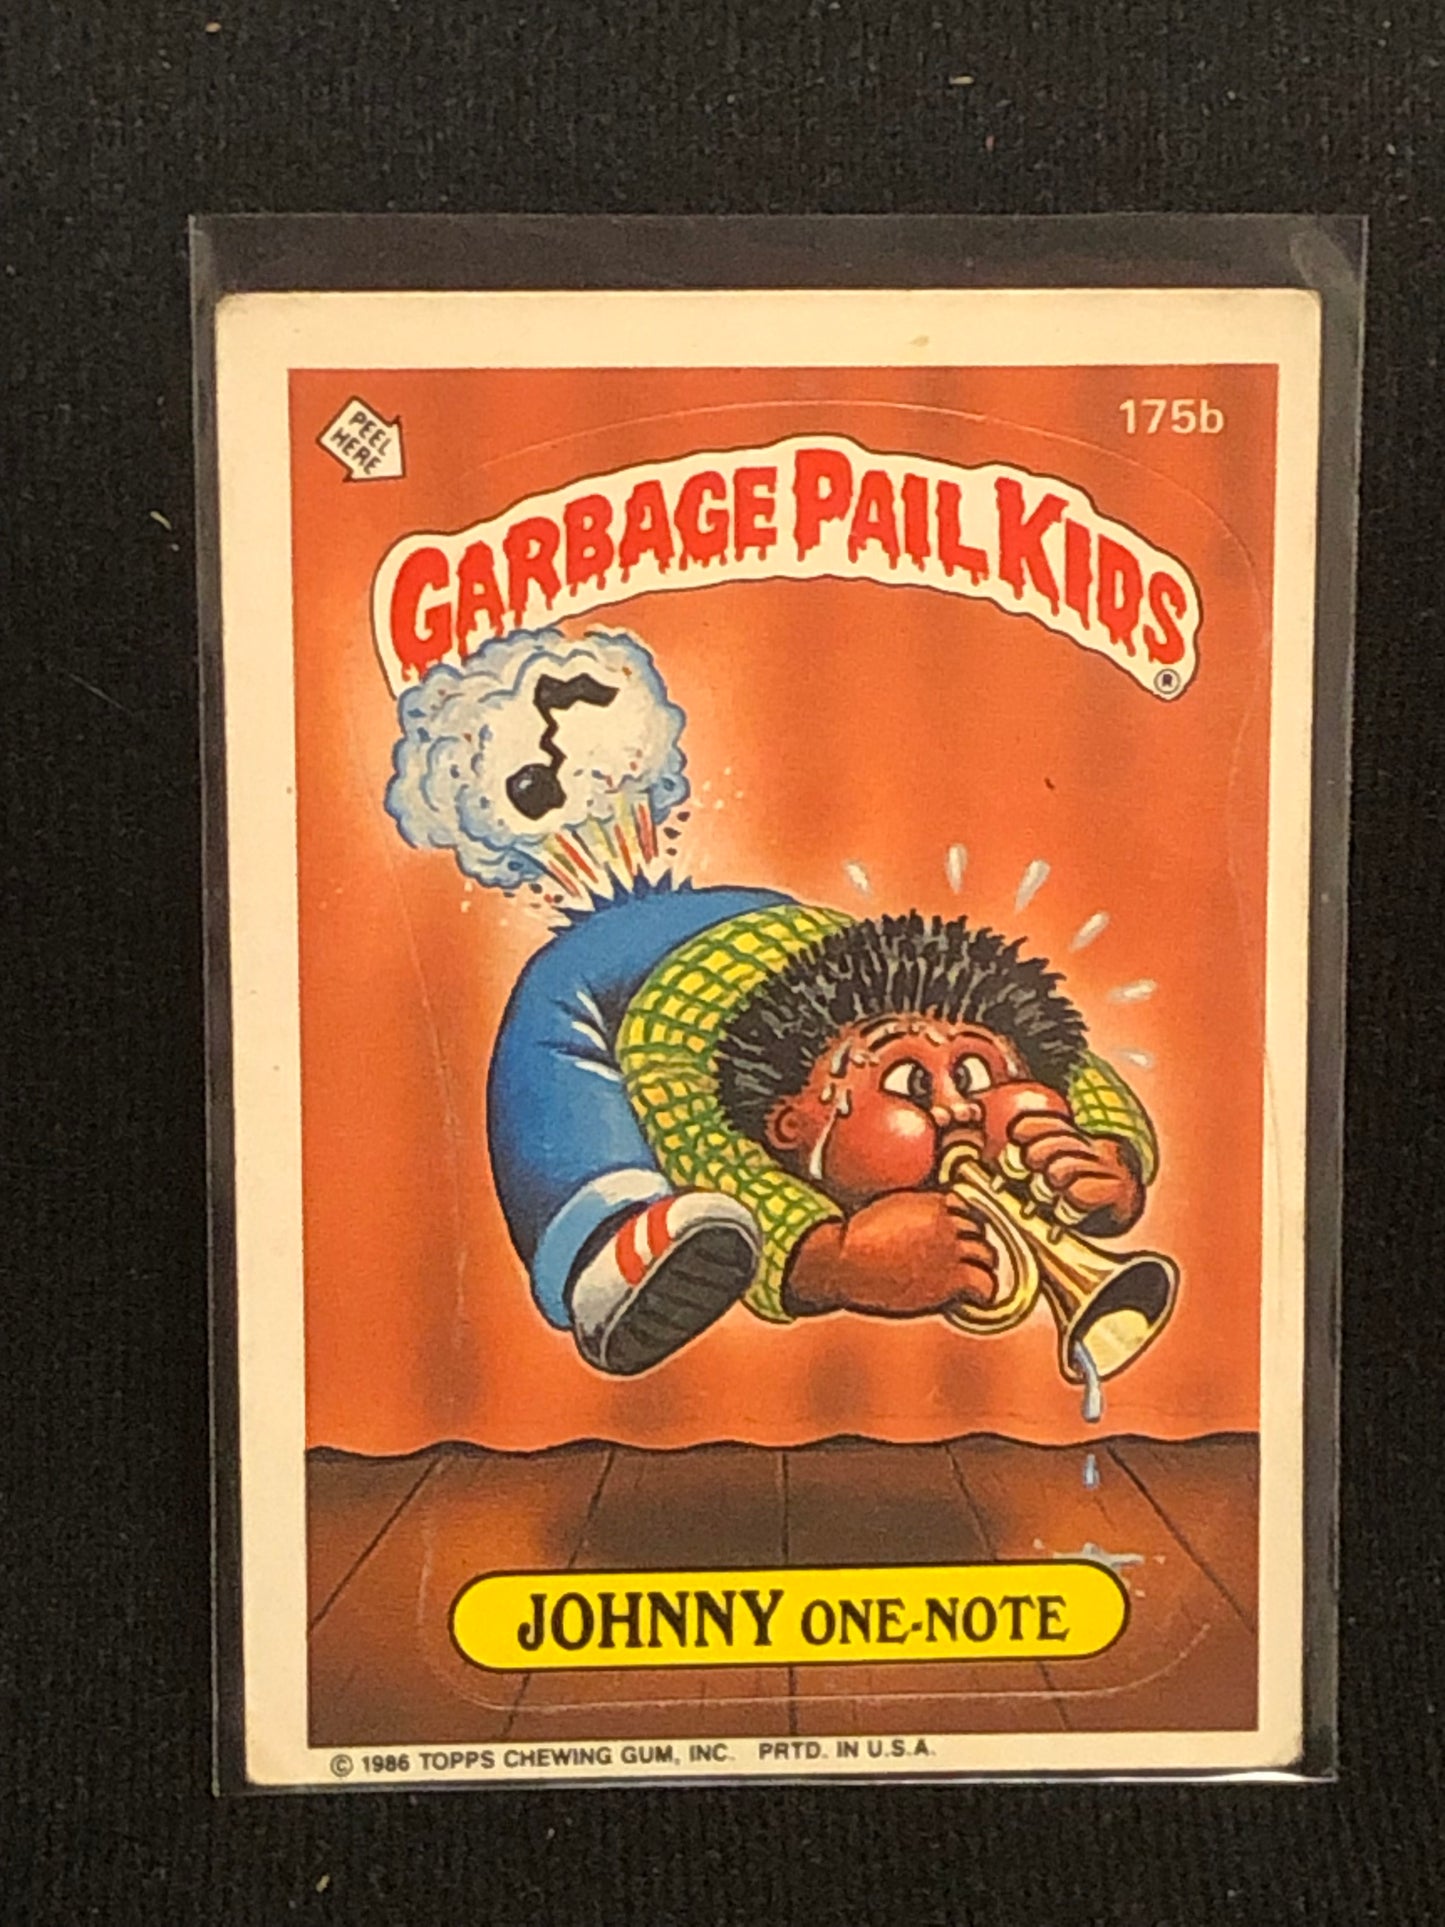 PEEL
HERE
175b
GARBAGE PAIL KIDS
®
JOHNNY ONE-NOTE
© 1986 TOPPS CHEWING GUM, INC. PRTD. IN U.S.A.